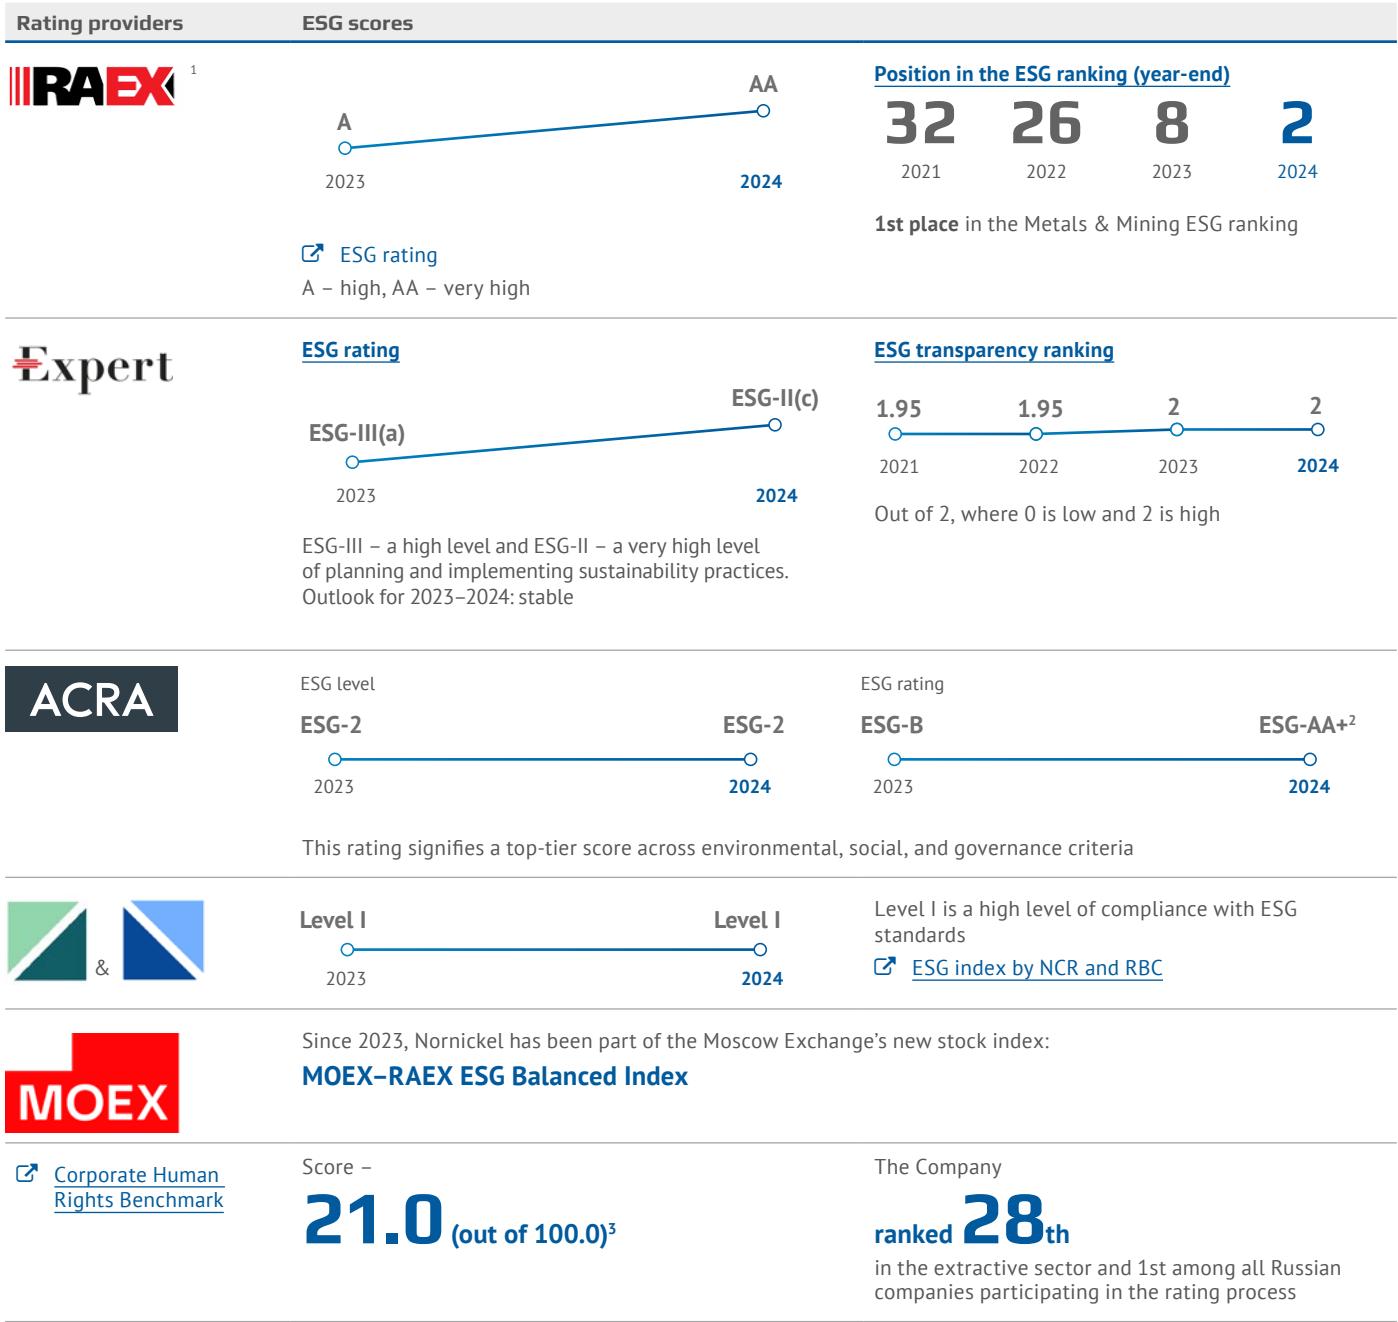 Rating providers
ESG scores
RAEX 1
A
AA
2023
2024
ESG rating
A – high, AA – very high
Position in the ESG ranking (year-end)
32 26 8 2
2021 2022 2023 2024
1st place in the Metals & Mining ESG ranking
Expert
ESG rating
ESG-III(a)
ESG-II(c)
2023
2024
ESG-III – a high level and ESG-II – a very high level
of planning and implementing sustainability practices.
Outlook for 2023–2024: stable
ESG transparency ranking
1.95 1.95 2 2
2021 2022 2023 2024
Out of 2, where 0 is low and 2 is high
ACRA
ESG level
ESG-2 ESG-2
2023 2024
ESG rating
ESG-B ESG-AA+2
2023 2024
This rating signifies a top-tier score across environmental, social, and governance criteria
&
Level I Level I
2023 2024
Level I is a high level of compliance with ESG
standards
ESG index by NCR and RBC
MOEX
Since 2023, Nornickel has been part of the Moscow Exchange's new stock index:
MOEX–RAEX ESG Balanced Index
Corporate Human
Rights Benchmark
Score –
21.0 (out of 100.0)3
The Company
ranked 28th
in the extractive sector and 1st among all Russian
companies participating in the rating process